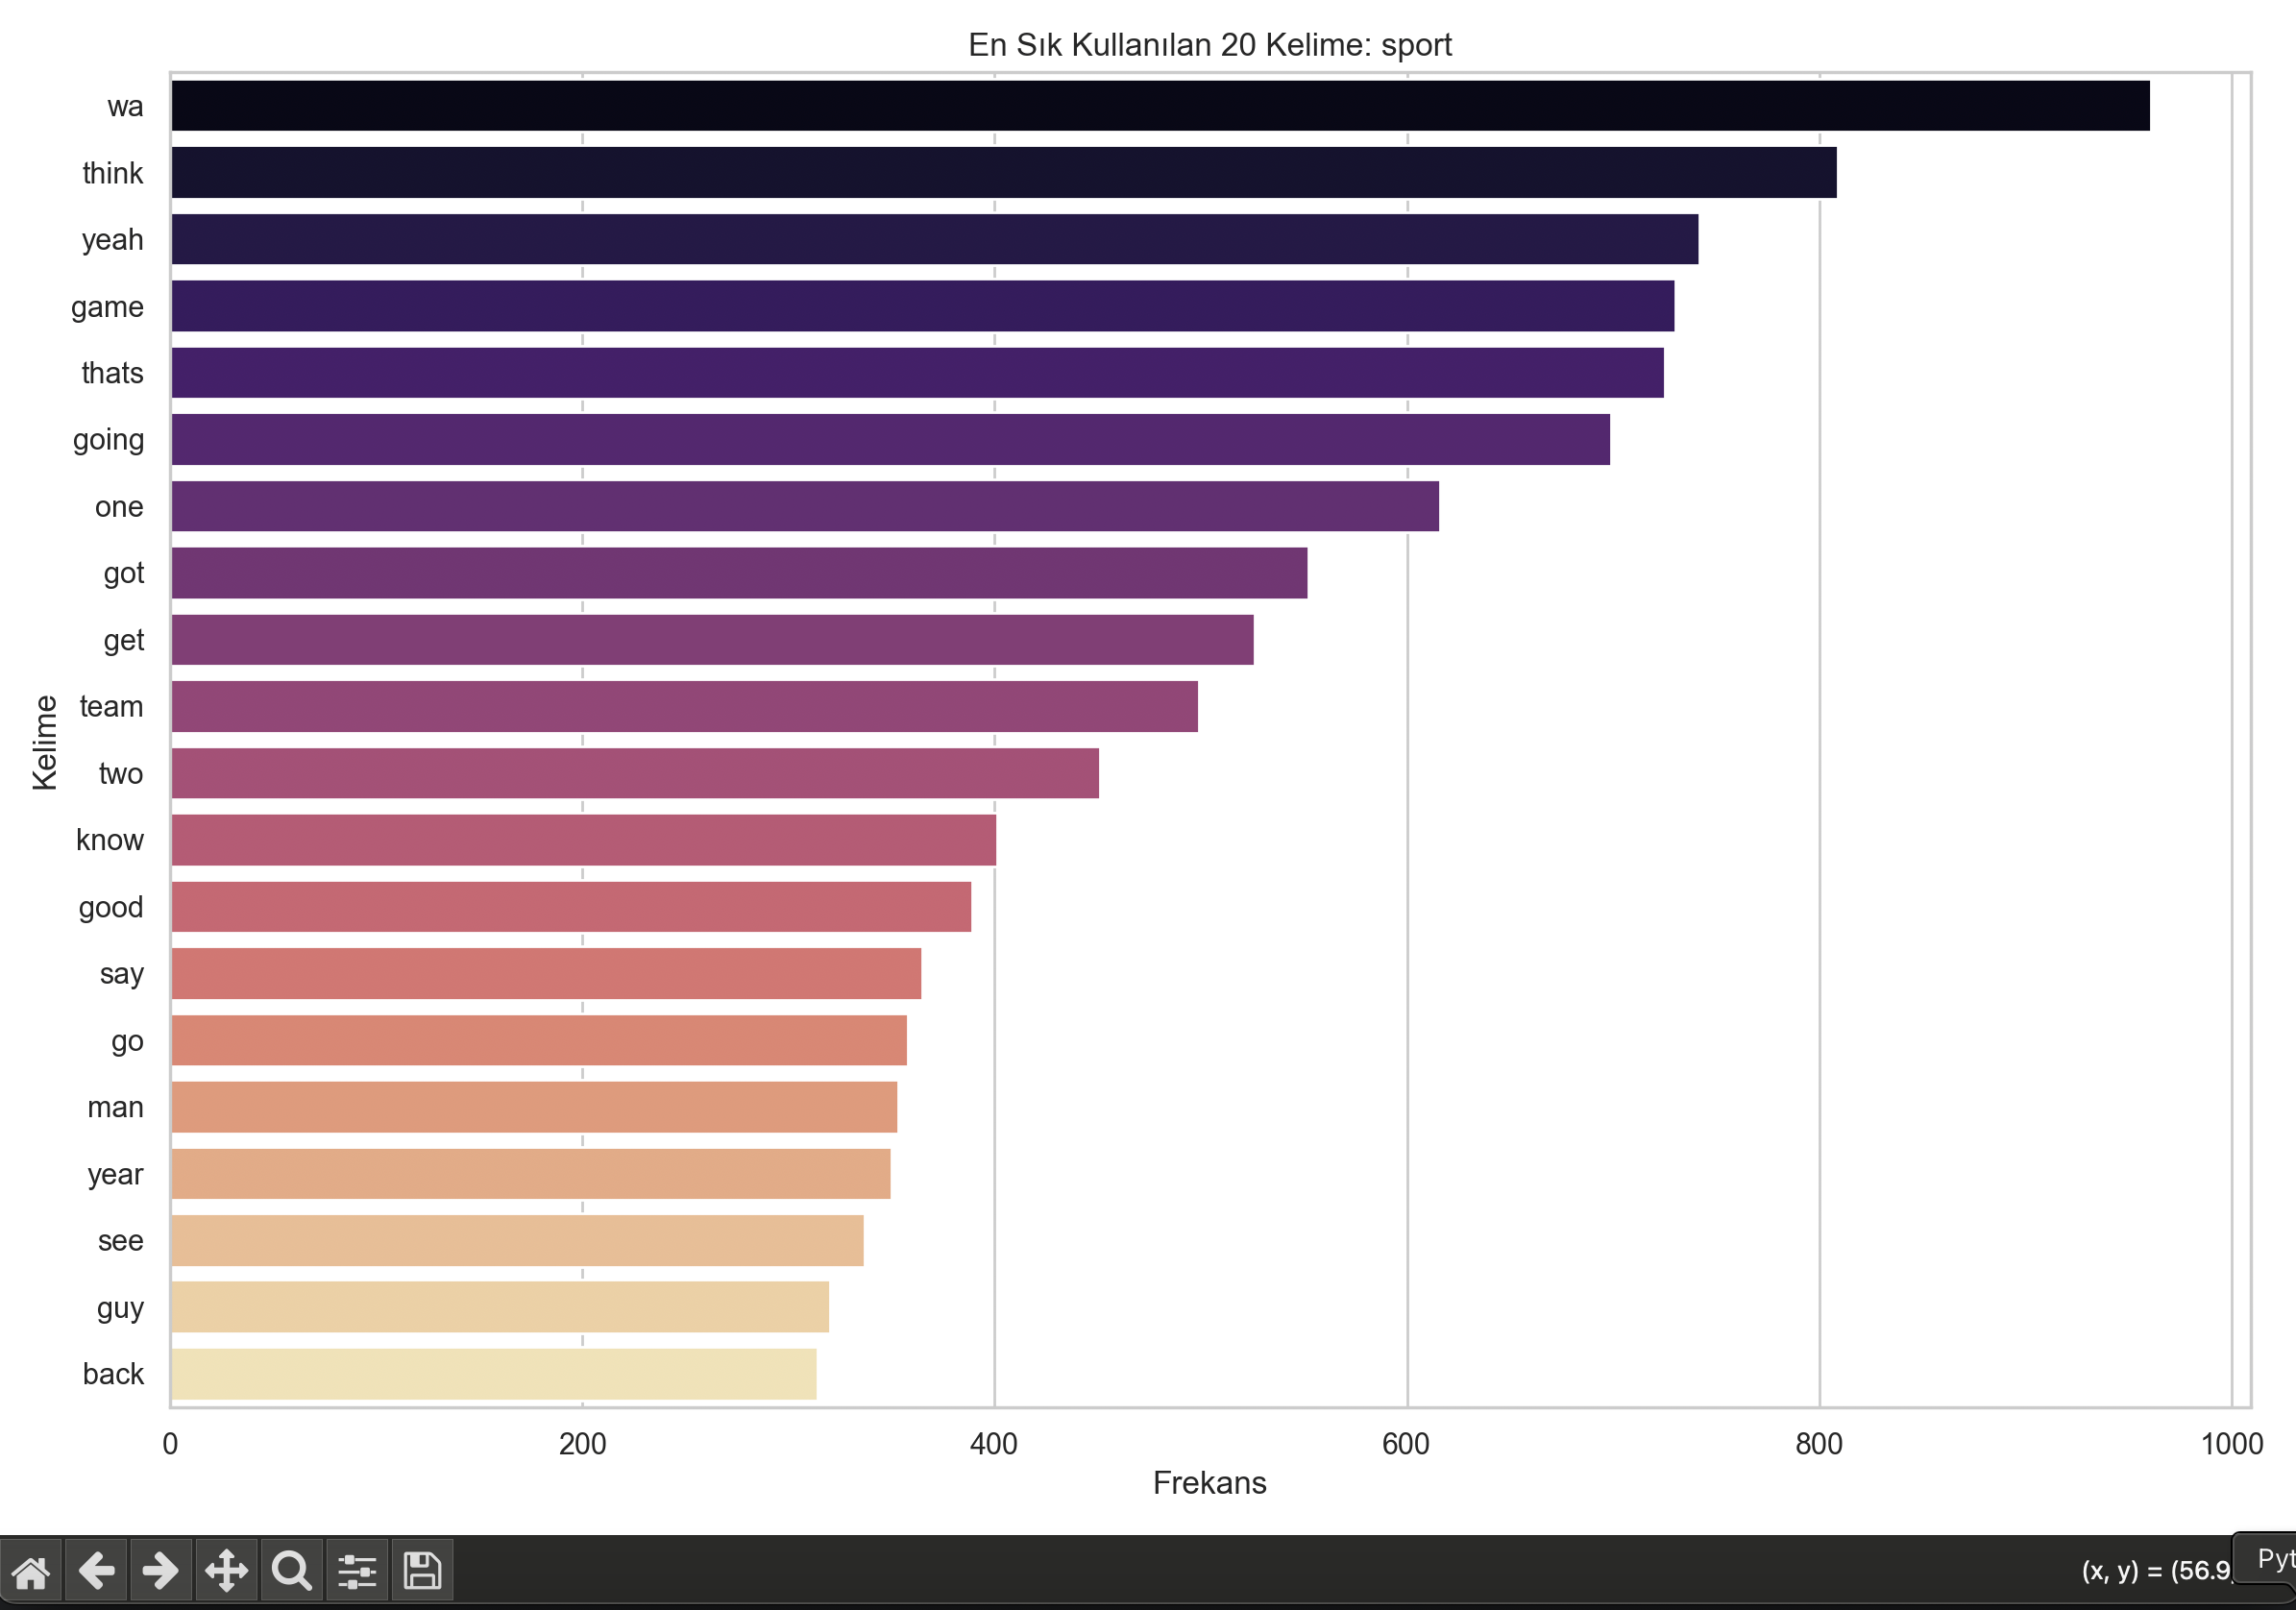 En Sık Kullanılan 20 Kelime: sport
wa
think
yeah
game
thats
going
one
got
get
team
two
know
good
say
go
man
year
see
guy
back
Kelime
0 200 400 600 800 1000
Frekans
(x, y) = (56.9
Pyt